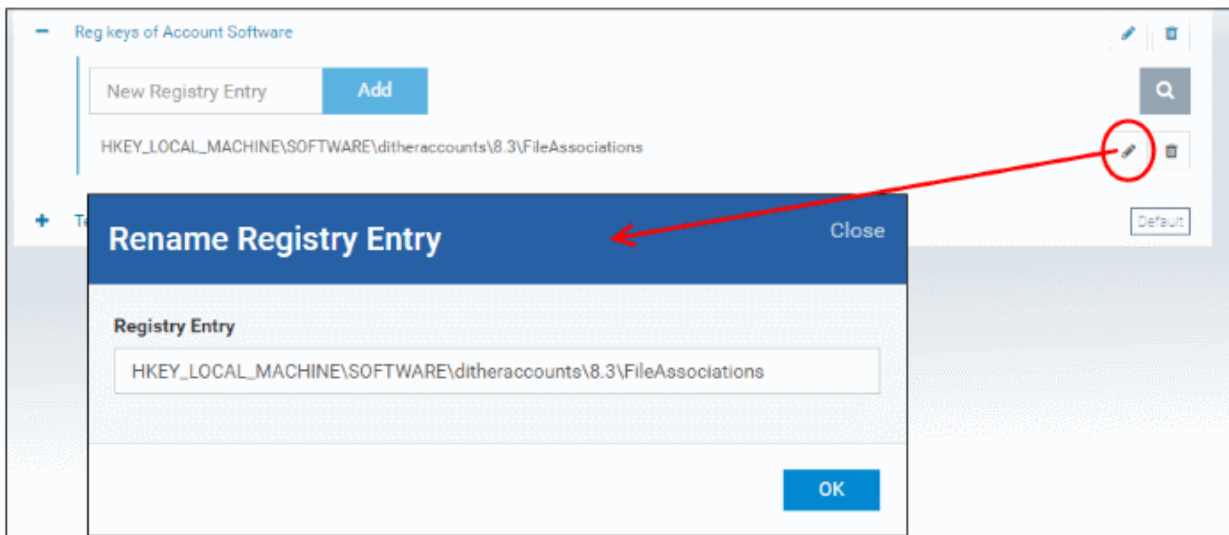 Reg keys of Account Software
New Registry Entry Add
HKEY_LOCAL_MACHINE\SOFTWARE\ditheraccounts\8.3\FileAssociations
Default
Rename Registry Entry Close
Registry Entry
HKEY_LOCAL_MACHINE\SOFTWARE\ditheraccounts\8.3\FileAssociations
OK